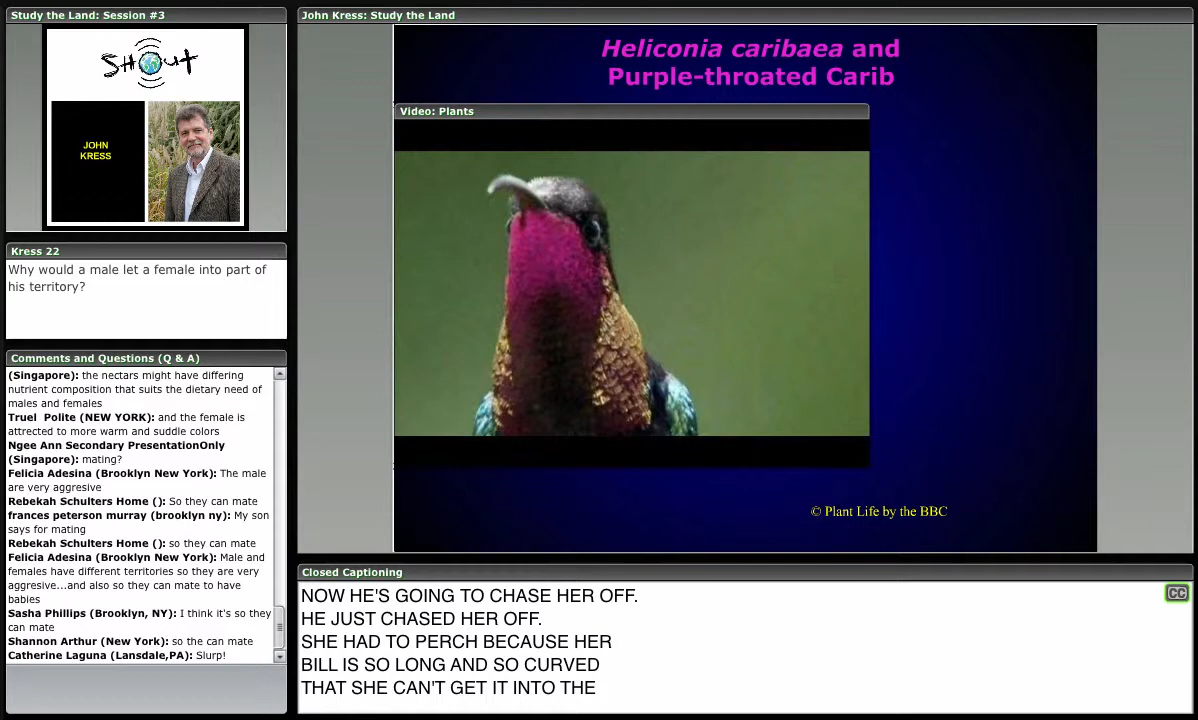 Study the Land: Session #3
SHOUT
JOHN
KRESS
Kress 22
Why would a male let a female into part of
his territory?
Comments and Questions (Q & A)
(Singapore): the nectars might have differing
nutrient composition that suits the dietary need of
males and females
Truel Polite (NEW YORK): and the female is
attrected to more warm and suddle colors
Ngee Ann Secondary PresentationOnly
(Singapore): mating?
Felicia Adesina (Brooklyn New York): The male
are very aggresive
Rebekah Schulters Home (): So they can mate
frances peterson murray (brooklyn ny): My son
says for mating
Rebekah Schulters Home (): so they can mate
Felicia Adesina (Brooklyn New York): Male and
females have different territories so they are very
aggresive...and also so they can mate to have
babies
Sasha Phillips (Brooklyn, NY): I think it's so they
can mate
Shannon Arthur (New York): so the can mate
Catherine Laguna (Lansdale,PA): Slurp!
John Kress: Study the Land
Heliconia caribaea and
Purple-throated Carib
Video: Plants
© Plant Life by the BBC
Closed Captioning
CC
NOW HE'S GOING TO CHASE HER OFF.
HE JUST CHASED HER OFF.
SHE HAD TO PERCH BECAUSE HER
BILL IS SO LONG AND SO CURVED
THAT SHE CAN'T GET IT INTO THE